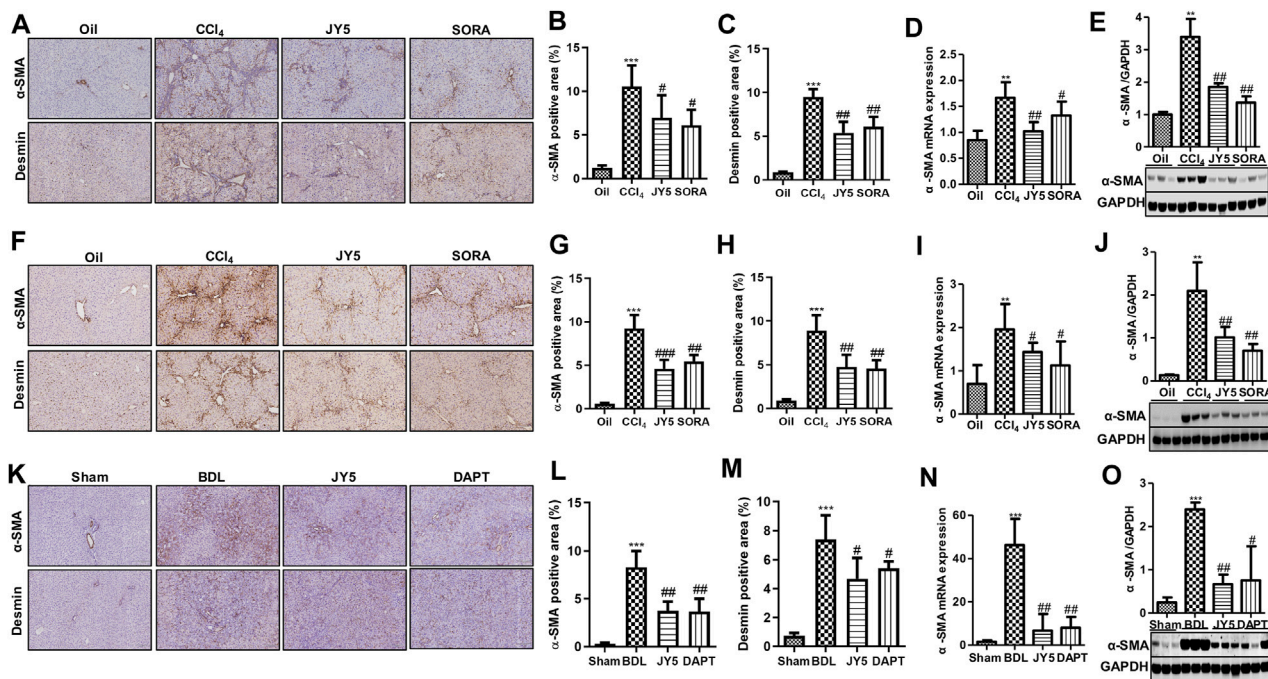 A
Oil CCl4 JY5 SORA
α-SMA
Desmin
B
α-SMA positive area (%)
15
10
5
0
Oil CCl4 JY5 SORA
*** # #
C
Desmin positive area (%)
15
10
5
0
Oil CCl4 JY5 SORA
*** ## ##
D
α -SMA mRNA expression
2.5
2.0
1.5
1.0
0.5
0.0
Oil CCl4 JY5 SORA
** ## #
E
α -SMA /GAPDH
4
3
2
1
0
** ## ##
Oil CCl4 JY5 SORA
α-SMA
GAPDH
F
Oil CCl4 JY5 SORA
α-SMA
Desmin
G
α-SMA positive area (%)
15
10
5
0
Oil CCl4 JY5 SORA
*** ### ##
H
Desmin positive area (%)
15
10
5
0
Oil CCl4 JY5 SORA
*** ## ##
I
α -SMA mRNA expression
3
2
1
0
Oil CCl4 JY5 SORA
** # #
J
α -SMA /GAPDH
3
2
1
0
** ## ##
Oil CCl4 JY5 SORA
α-SMA
GAPDH
K
Sham BDL JY5 DAPT
α-SMA
Desmin
L
α-SMA positive area (%)
15
10
5
0
Sham BDL JY5 DAPT
*** ## ##
M
Desmin positive area (%)
10
8
6
4
2
0
Sham BDL JY5 DAPT
*** # #
N
α -SMA mRNA expression
60
40
20
0
Sham BDL JY5 DAPT
*** ## ##
O
α -SMA /GAPDH
3
2
1
0
*** ## #
Sham BDL JY5 DAPT
α-SMA
GAPDH